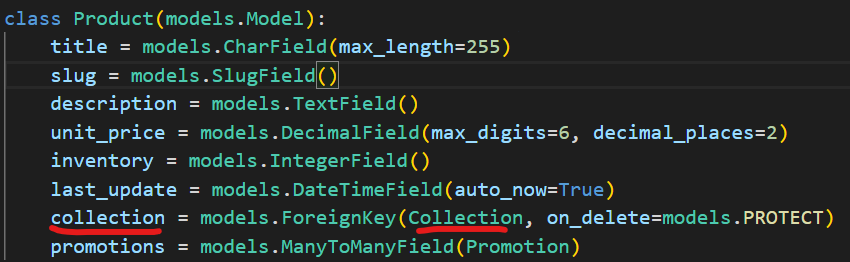 class Product(models.Model):
    title = models.CharField(max_length=255)
    slug = models.SlugField()
    description = models.TextField()
    unit_price = models.DecimalField(max_digits=6, decimal_places=2)
    inventory = models.IntegerField()
    last_update = models.DateTimeField(auto_now=True)
    collection = models.ForeignKey(Collection, on_delete=models.PROTECT)
    promotions = models.ManyToManyField(Promotion)